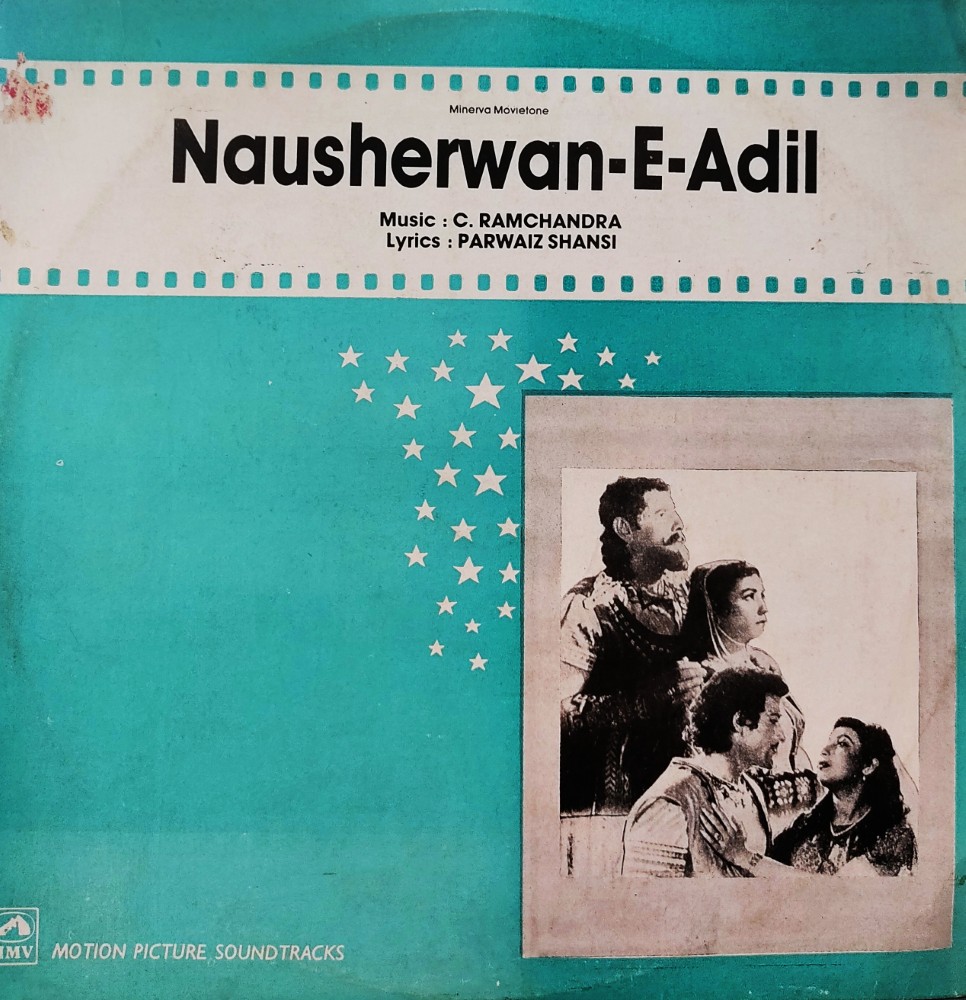 Minerva Movietone
Nausherwan-E-Adil
Music : C. RAMCHANDRA
Lyrics : PARWAIZ SHANSI
HMV
MOTION PICTURE SOUNDTRACKS